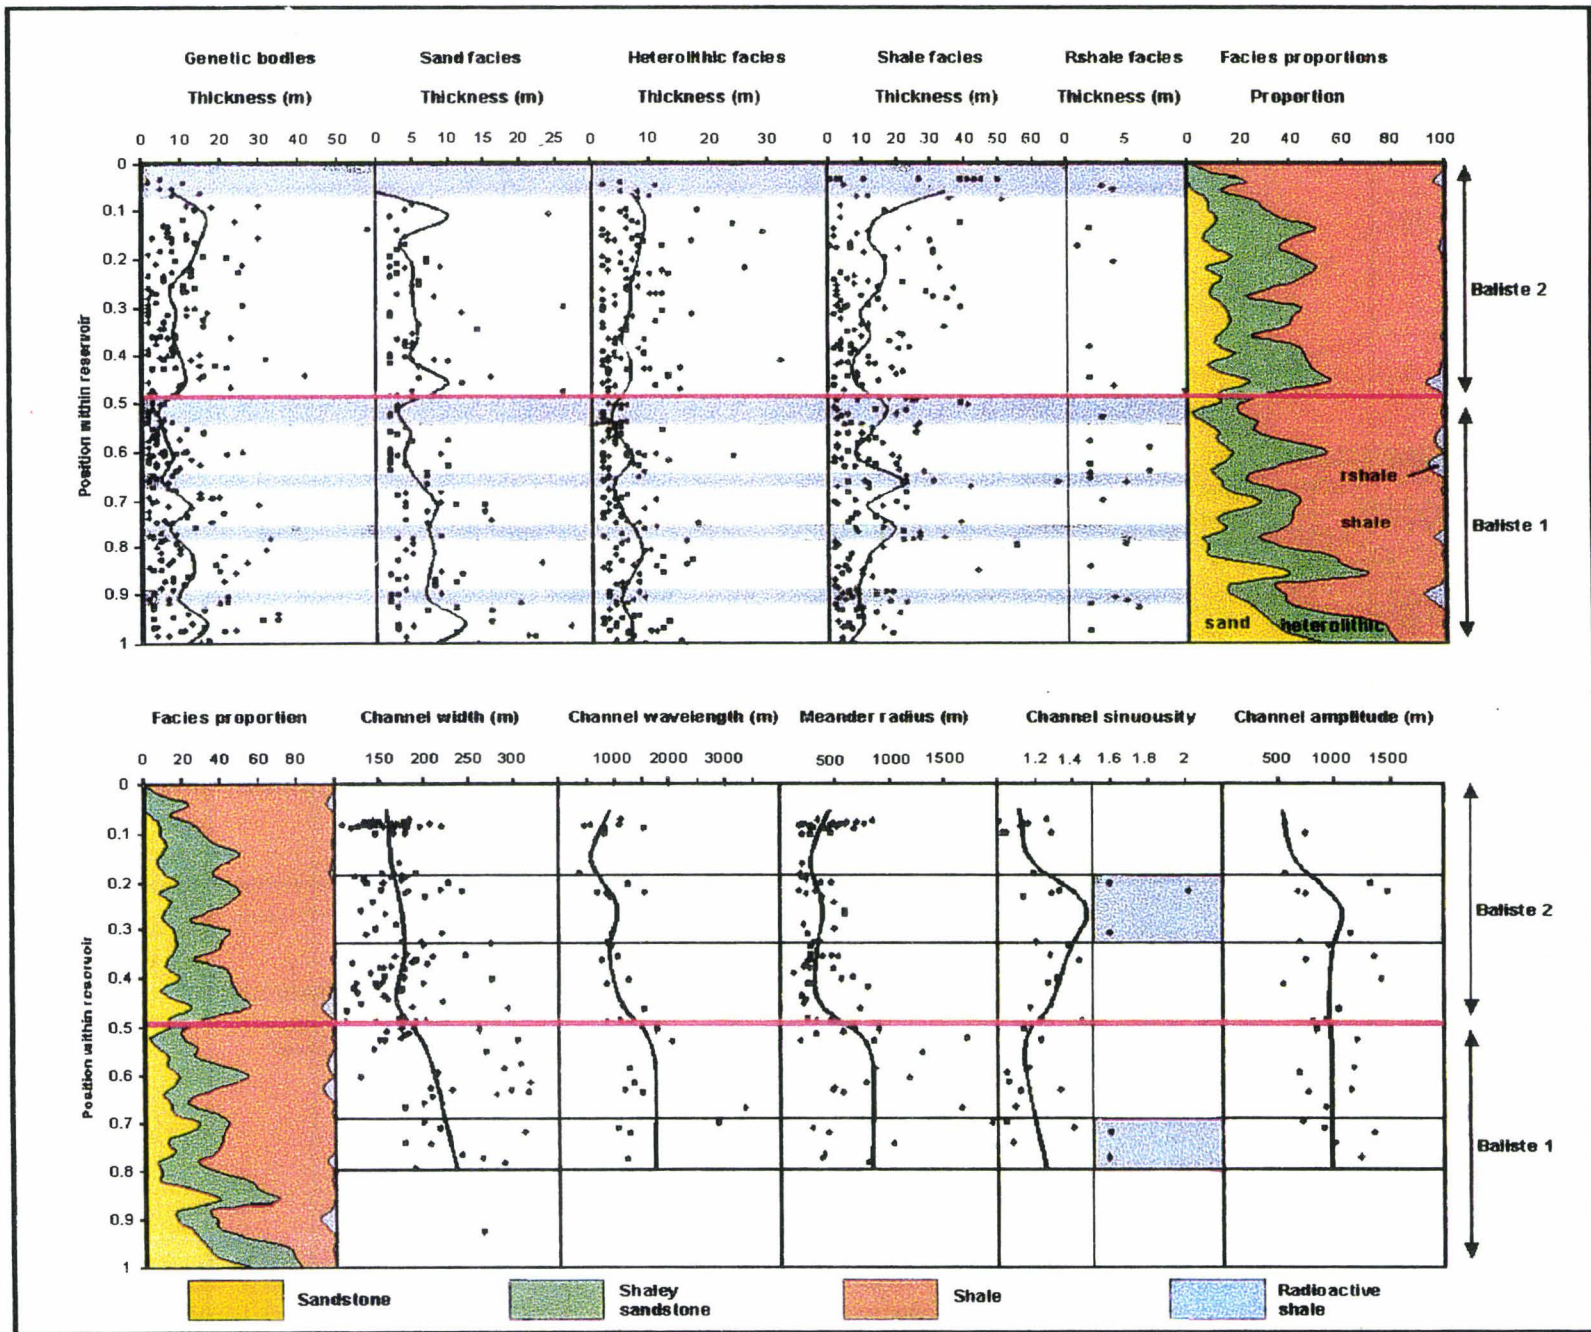 Genetic bodies Sand facies Heterolithic facies Shale facies Rshale facies Facies proportions
Thickness (m) Thickness (m) Thickness (m) Thickness (m) Thickness (m) Proportion
0 10 20 30 40 50 0 5 10 15 20 25 0 10 20 30 0 10 20 30 40 50 60 0 5 0 20 40 60 80 100
0
0.1
0.2
0.3
0.4
0.5
0.6
0.7
0.8
0.9
1
Position within reservoir
Baliste 2
Baliste 1
rshale
shale
sand heterolithic
Facies proportion Channel width (m) Channel wavelength (m) Meander radius (m) Channel sinuousity Channel amplitude (m)
0 20 40 60 80 150 200 250 300 1000 2000 3000 500 1000 1500 1.2 1.4 1.6 1.8 2 500 1000 1500
0
0.1
0.2
0.3
0.4
0.5
0.6
0.7
0.8
0.9
1
Position within reservoir
Baliste 2
Baliste 1
Sandstone
Shaley
sandstone
Shale
Radioactive
shale